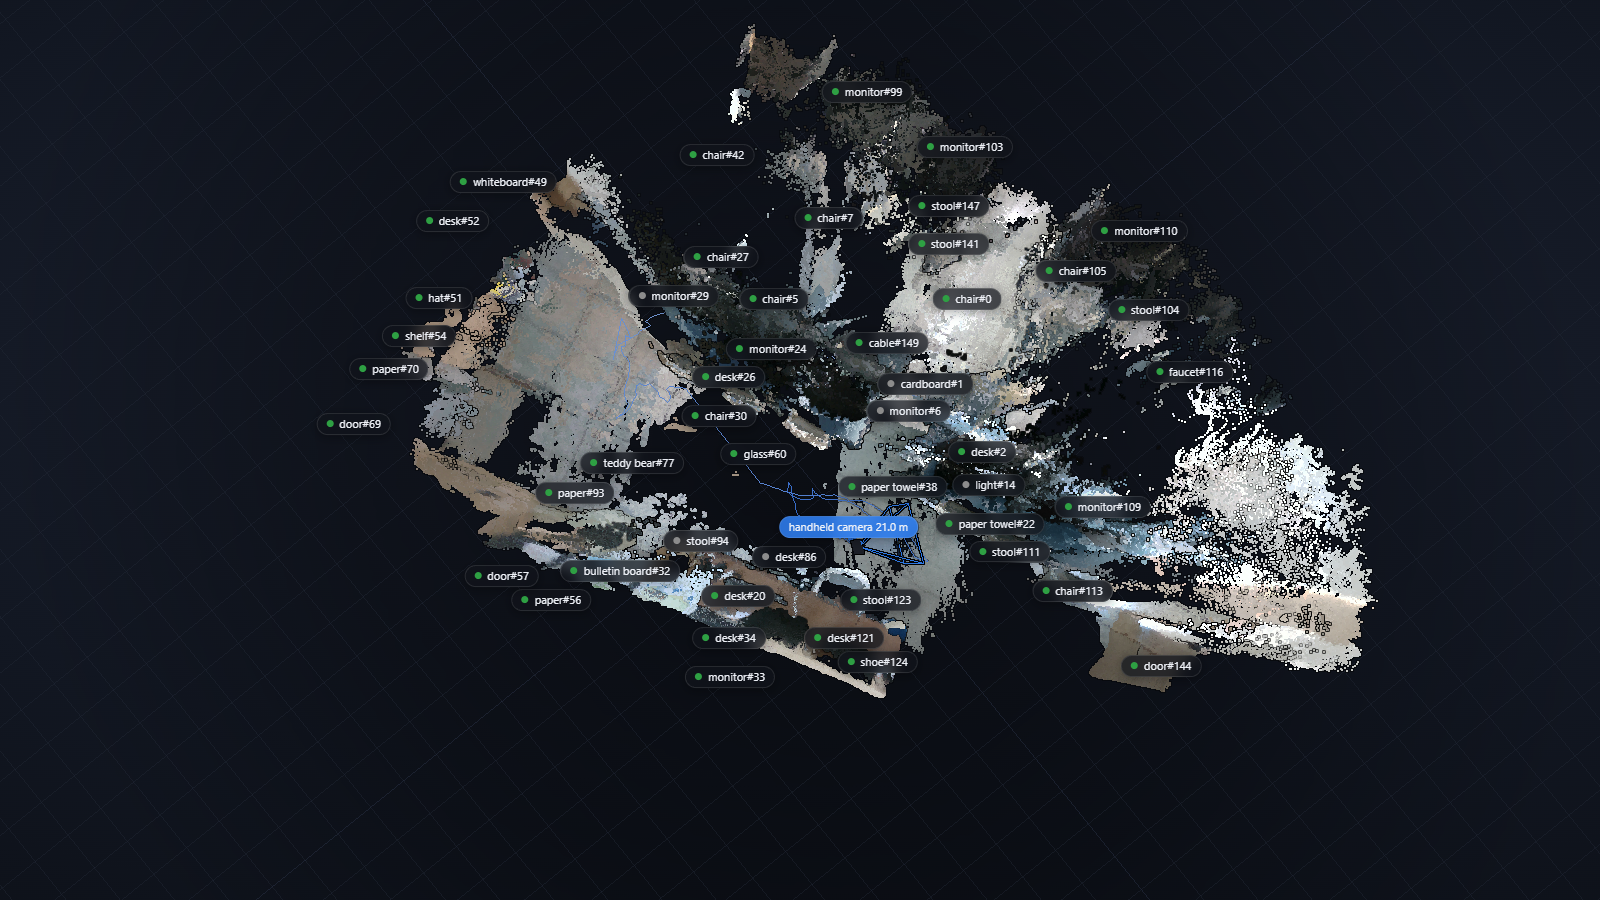 monitor#99
monitor#103
chair#42
whiteboard#49
stool#147
desk#52
chair#7
monitor#110
stool#141
chair#27
chair#105
monitor#29
hat#51
chair#5
chair#0
stool#104
shelf#54
cable#149
monitor#24
paper#70
faucet#116
desk#26
cardboard#1
monitor#6
chair#30
door#69
desk#2
glass#60
teddy bear#77
light#14
paper towel#38
paper#93
monitor#109
paper towel#22
handheld camera 21.0 m
stool#94
stool#111
desk#86
bulletin board#32
door#57
chair#113
desk#20
paper#56
stool#123
desk#34
desk#121
shoe#124
door#144
monitor#33